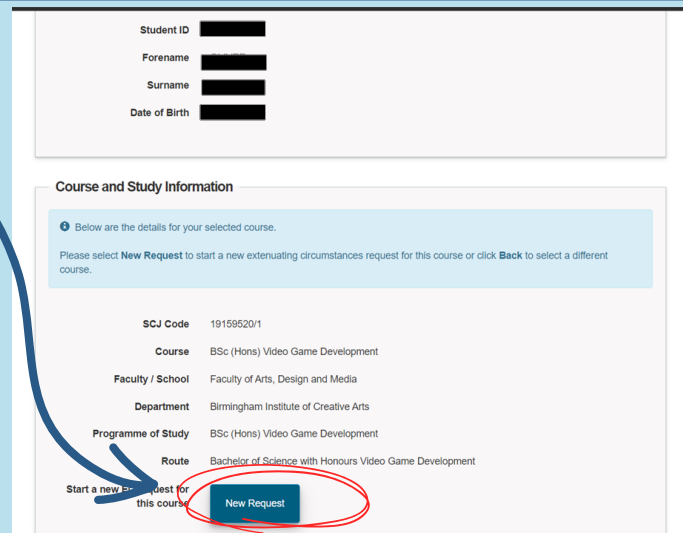 Student ID
Forename
Surname
Date of Birth
Course and Study Information
Below are the details for your selected course.
Please select New Request to start a new extenuating circumstances request for this course or click Back to select a different
course.
SCJ Code 19159520/1
Course BSc (Hons) Video Game Development
Faculty / School Faculty of Arts, Design and Media
Department Birmingham Institute of Creative Arts
Programme of Study BSc (Hons) Video Game Development
Route Bachelor of Science with Honours Video Game Development
Start a new for
this course New Request